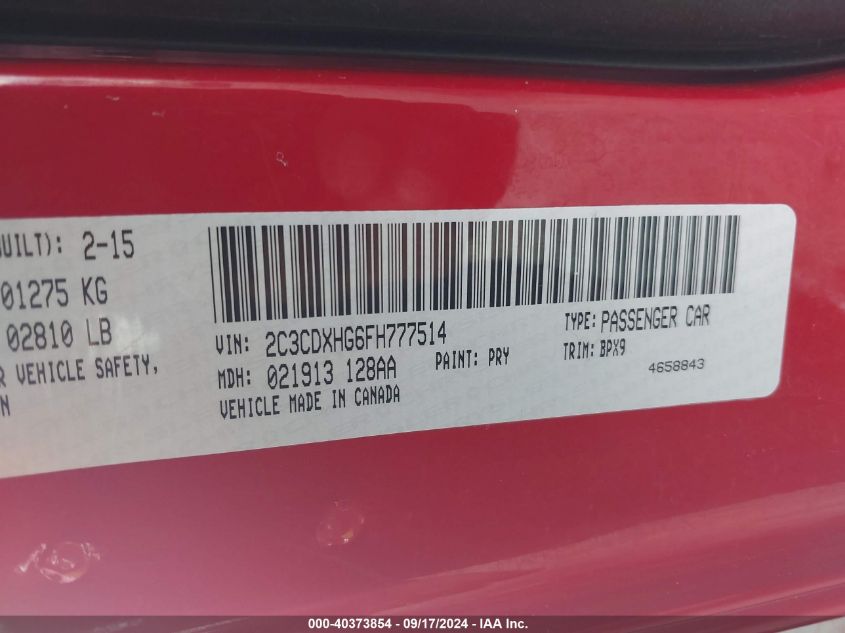 UILT): 2-15
01275 KG
02810 LB
R VEHICLE SAFETY,
N
VIN: 2C3CDXHG6FH777514
TYPE: PASSENGER CAR
MDH: 021913 128AA
PAINT: PRY
TRIM: BPX9
VEHICLE MADE IN CANADA
4658843
000-40373854 - 09/17/2024 - IAA Inc.